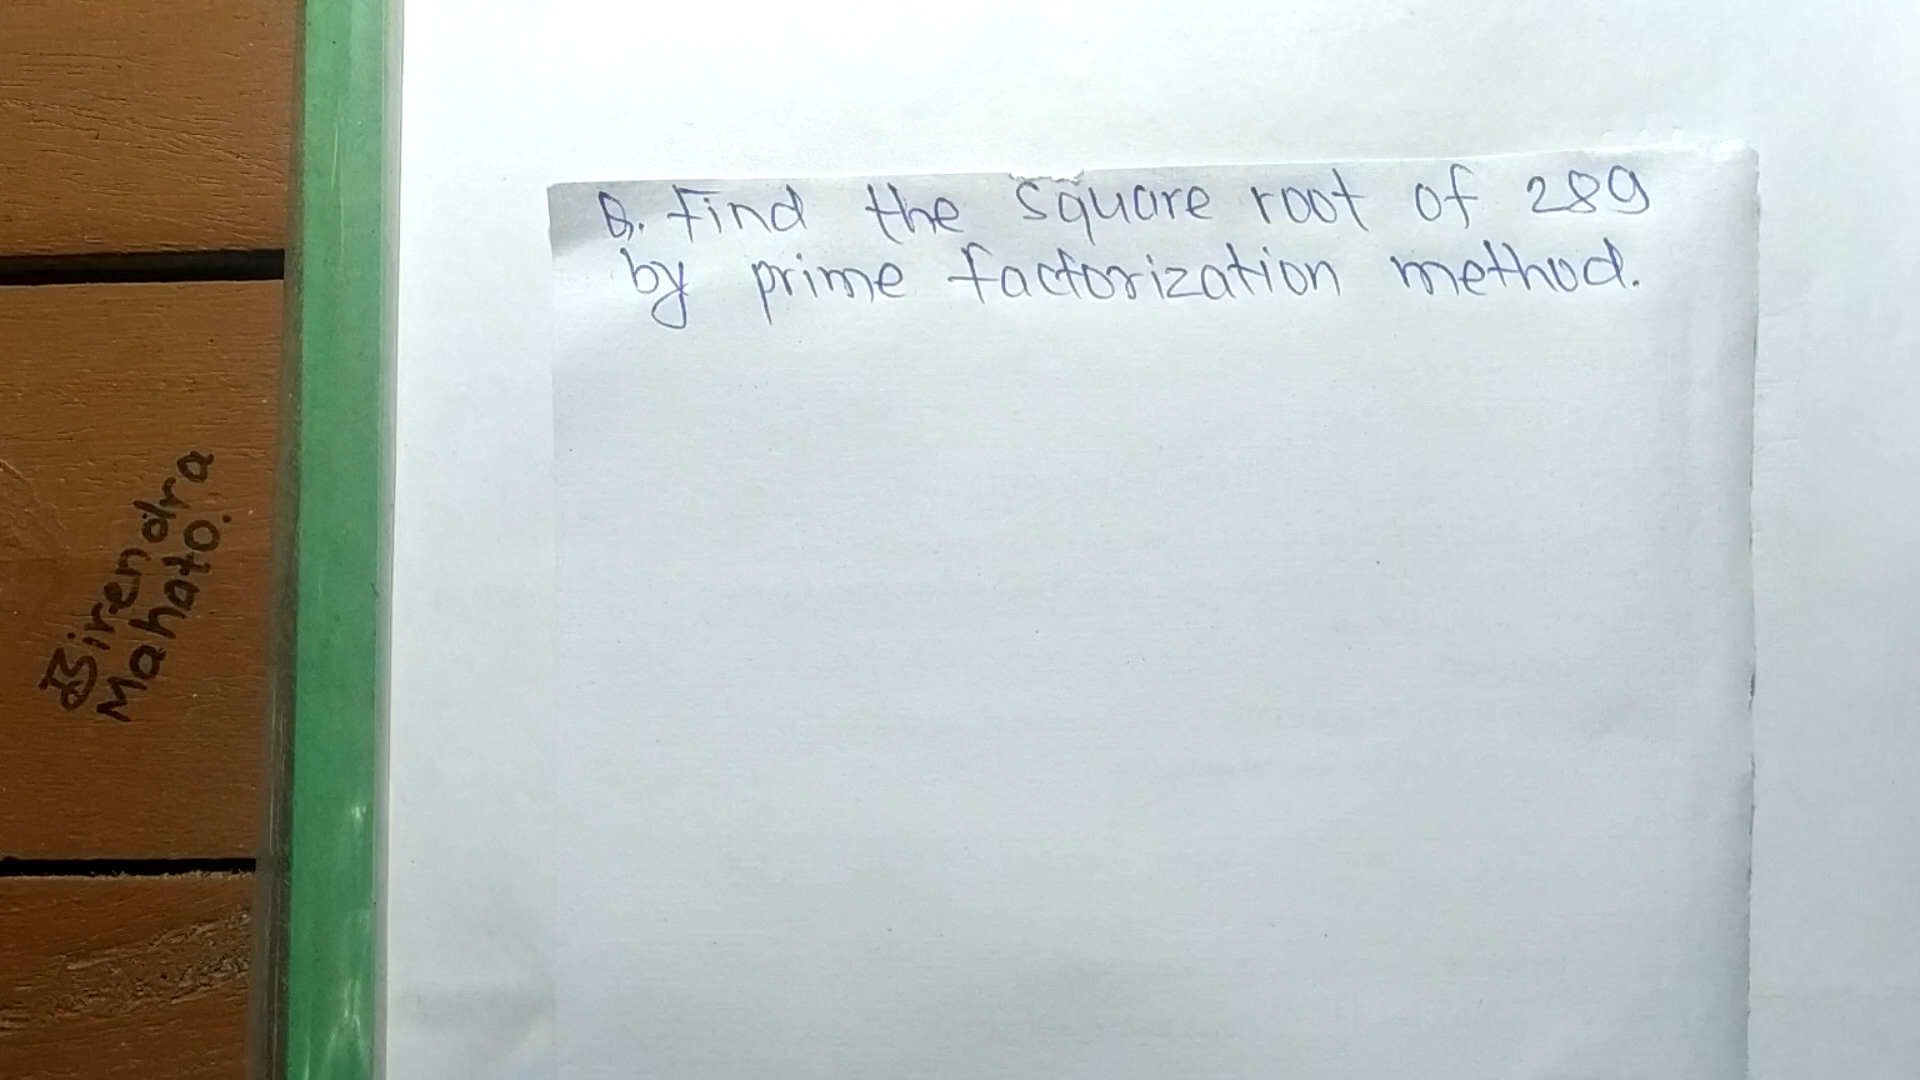 Q. Find the square root of 289
by prime factorization method.
Birendra
Mahato.